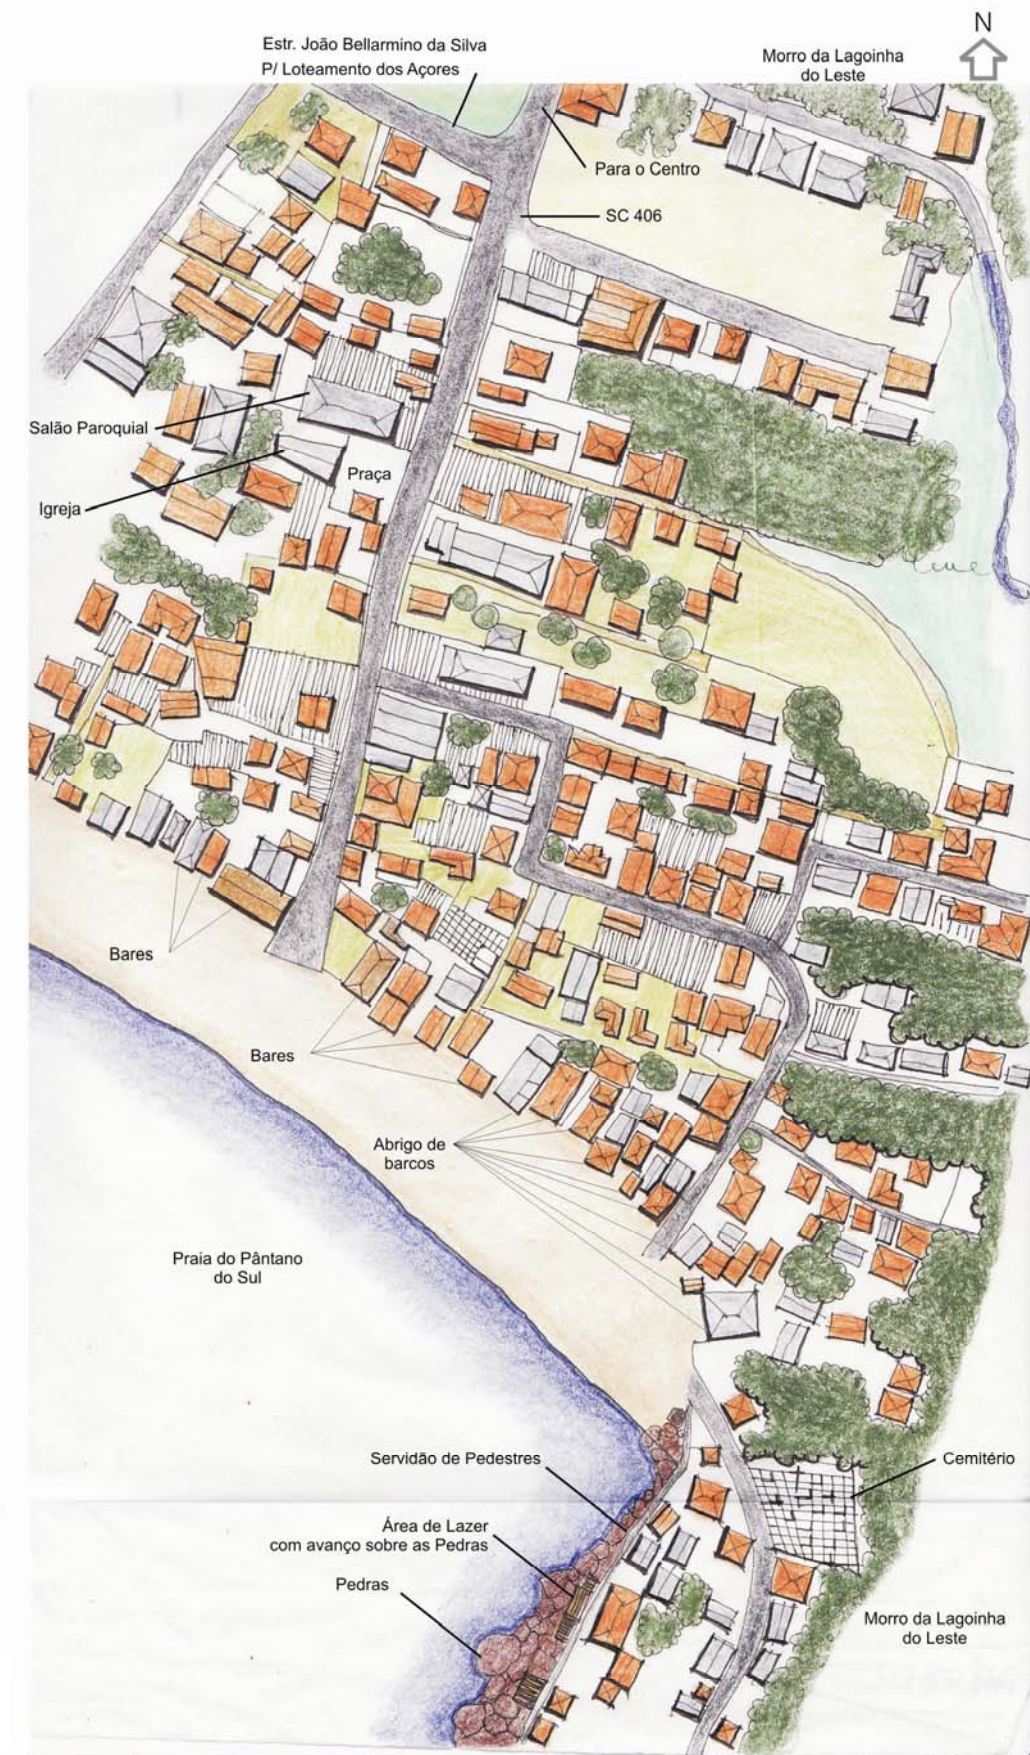 N
Estr. João Bellarmino da Silva
P/ Loteamento dos Açores
Morro da Lagoinha
do Leste
Para o Centro
SC 406
Salão Paroquial
Praça
Igreja
Bares
Bares
Abrigo de
barcos
Praia do Pântano
do Sul
Servidão de Pedestres
Cemitério
Área de Lazer
com avanço sobre as Pedras
Pedras
Morro da Lagoinha
do Leste